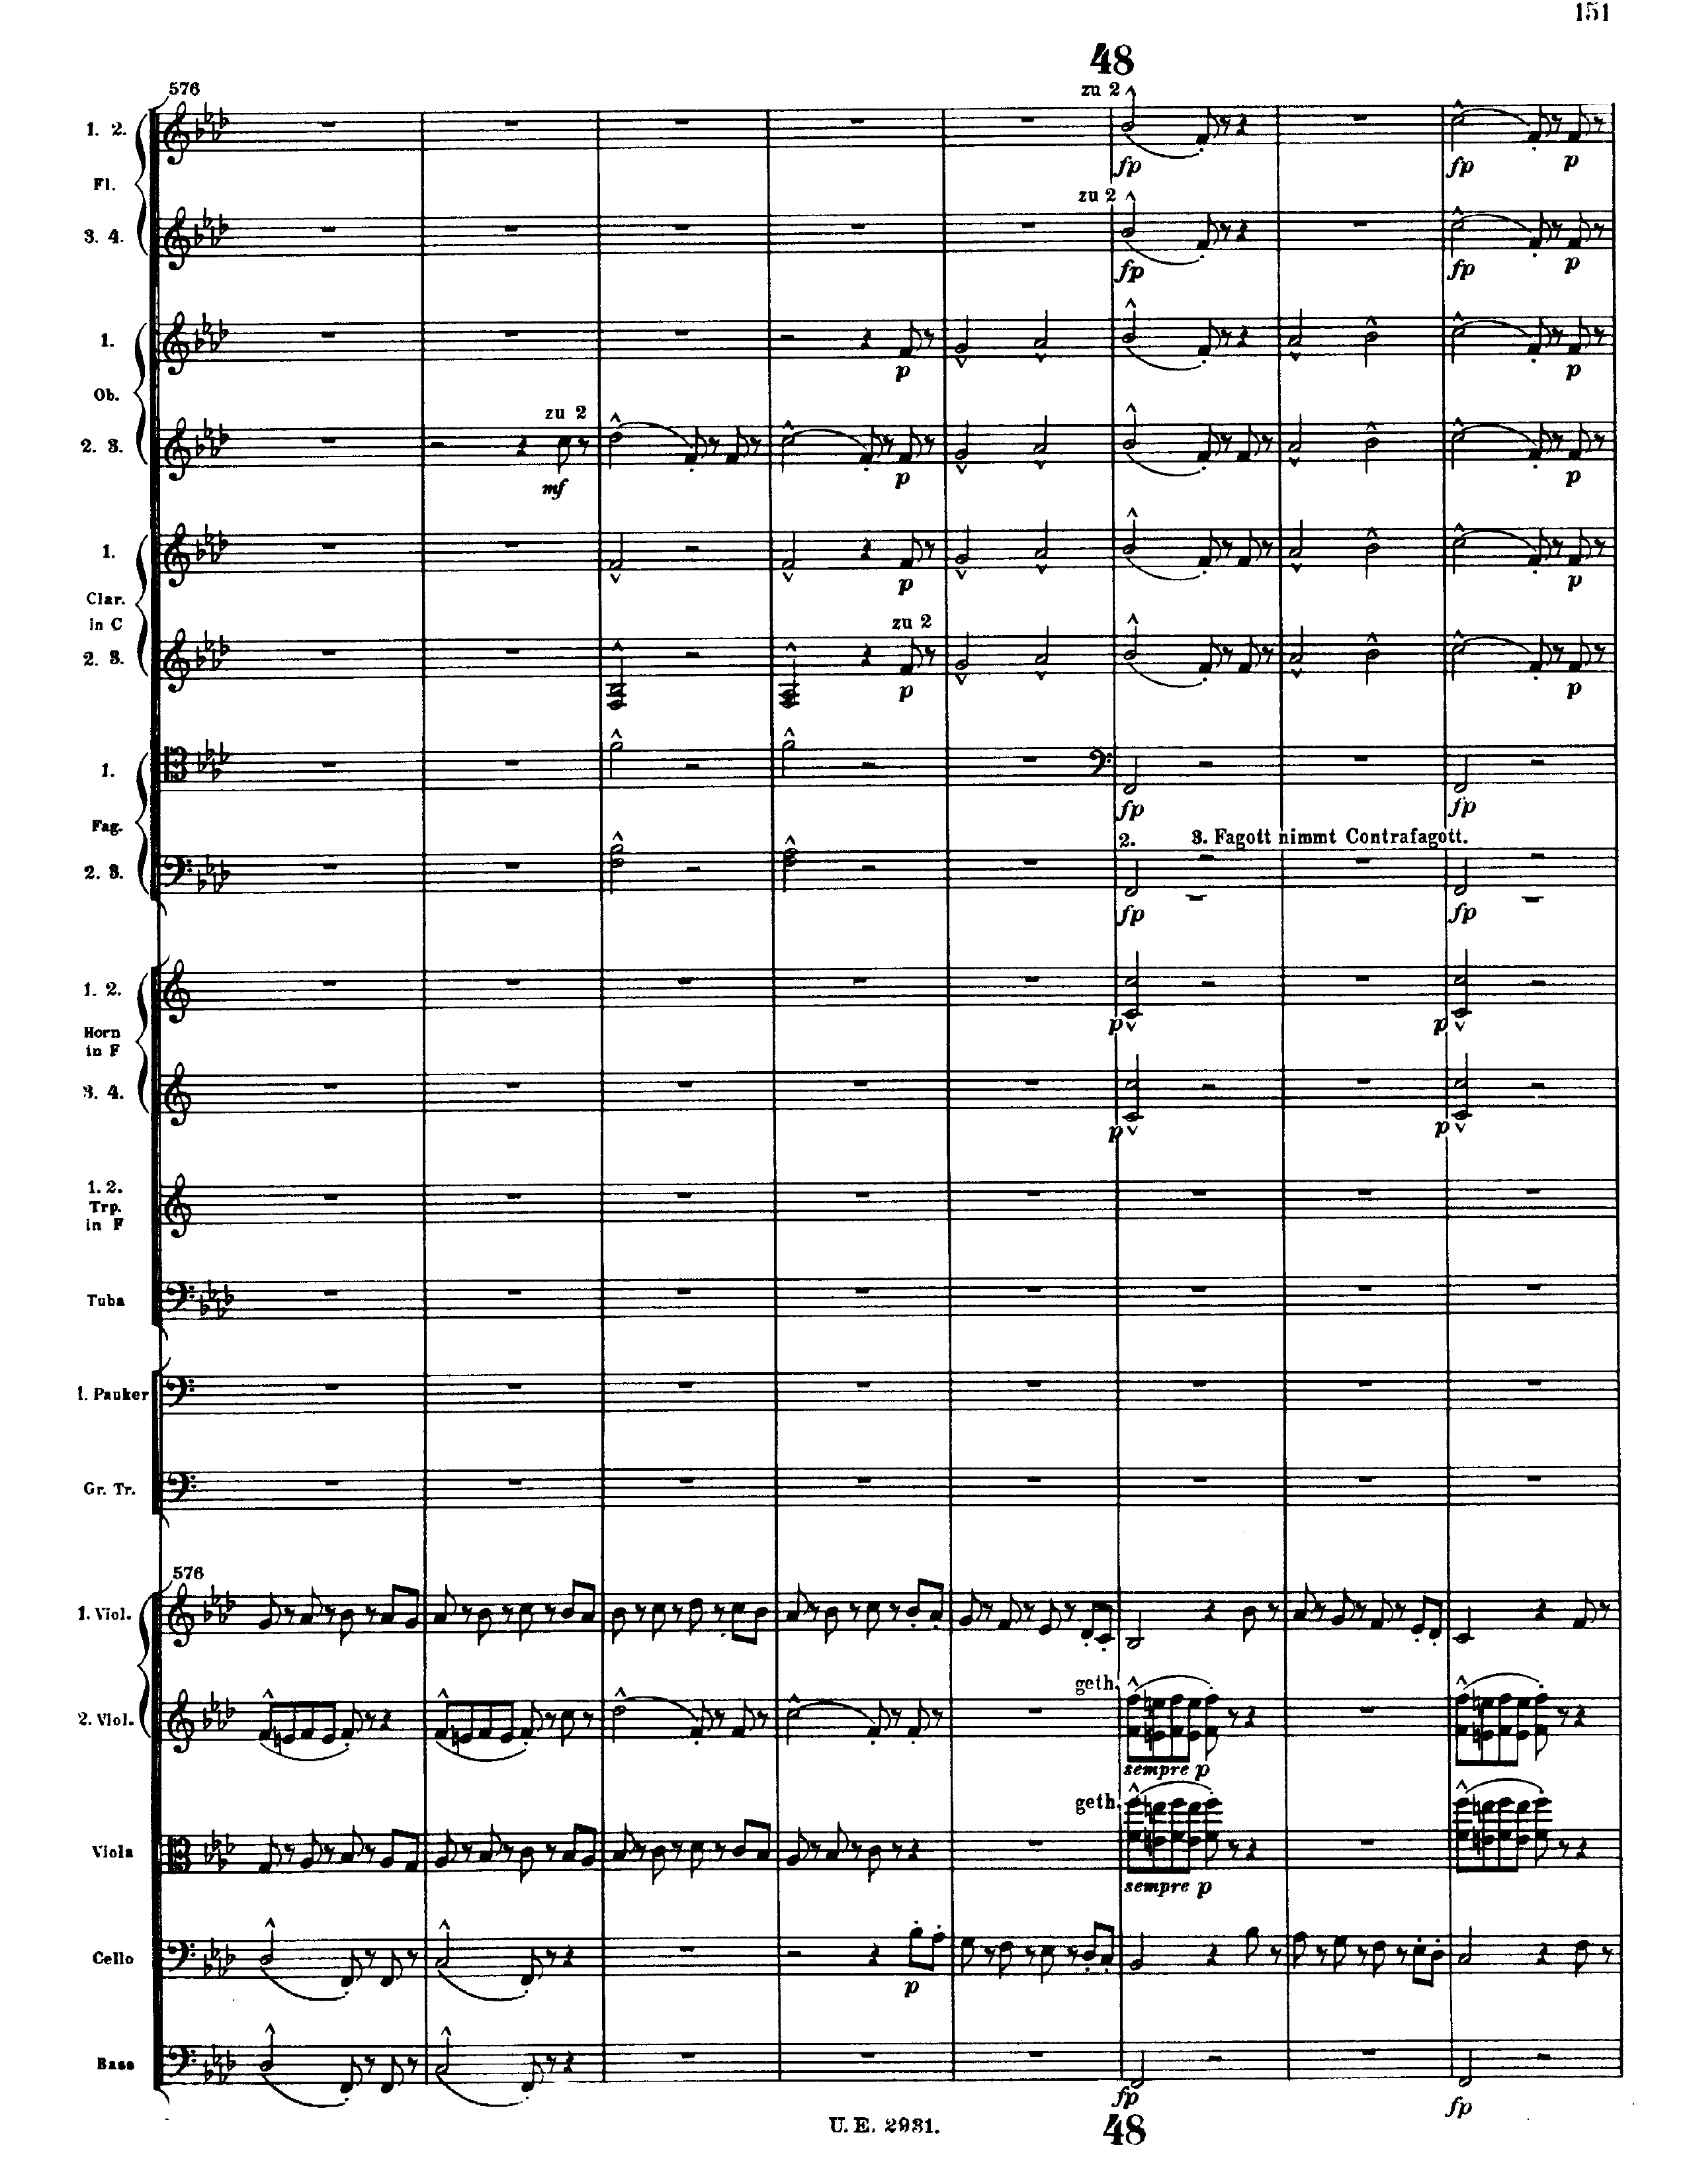 151
48
576
zu 2
1. 2.
fp
fp
p
Fl.
zu 2
3. 4.
fp
fp
p
1.
p
p
Ob.
zu 2
2. 3.
mf
p
p
1.
p
p
Clar.
in C
zu 2
2. 3.
p
p
1.
fp
fp
Fag.
2.
3. Fagott nimmt Contrafagott.
2. 3.
fp
fp
1. 2.
p
p
Horn
in F
3. 4.
p
p
1. 2.
Trp.
in F
Tuba
1. Pauker
Gr. Tr.
576
1. Viol.
geth.
2. Viol.
sempre p
geth.
Viola
sempre p
Cello
p
Bass
fp
fp
U. E. 2931.
48